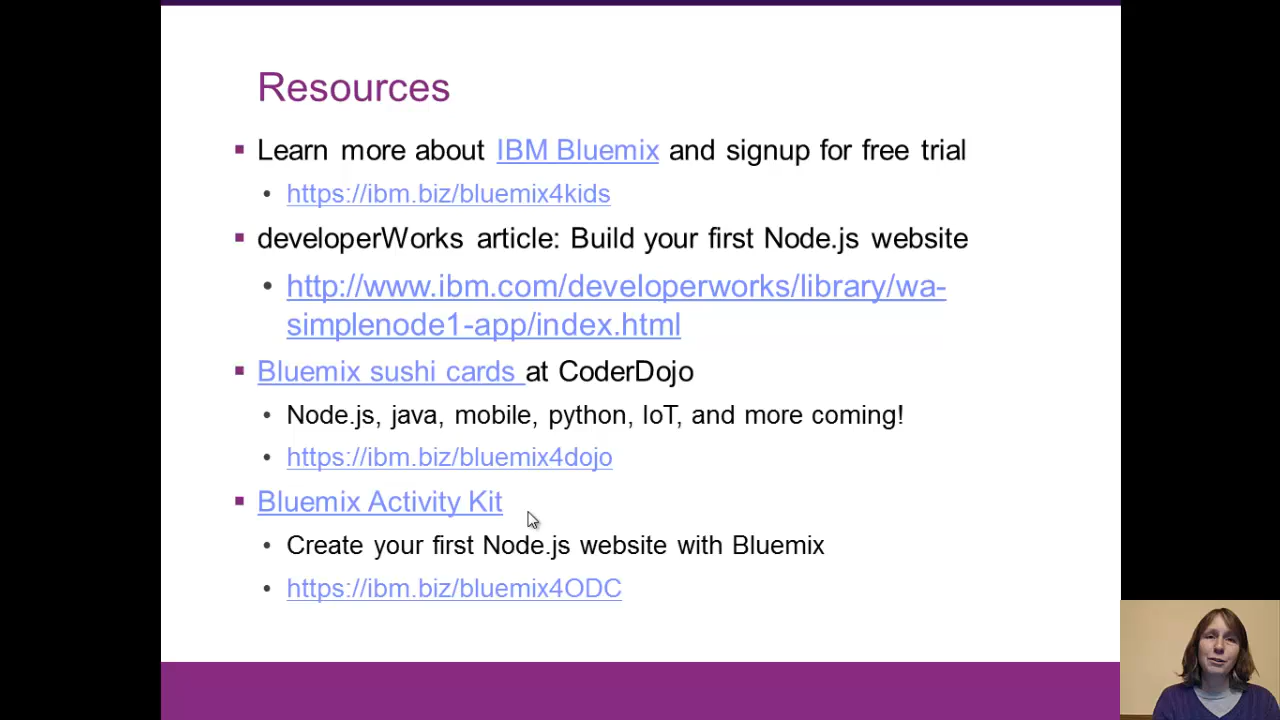 Resources
Learn more about IBM Bluemix and signup for free trial
https://ibm.biz/bluemix4kids
developerWorks article: Build your first Node.js website
http://www.ibm.com/developerworks/library/wa-
simplenode1-app/index.html
Bluemix sushi cards at CoderDojo
Node.js, java, mobile, python, IoT, and more coming!
https://ibm.biz/bluemix4dojo
Bluemix Activity Kit
Create your first Node.js website with Bluemix
https://ibm.biz/bluemix4ODC